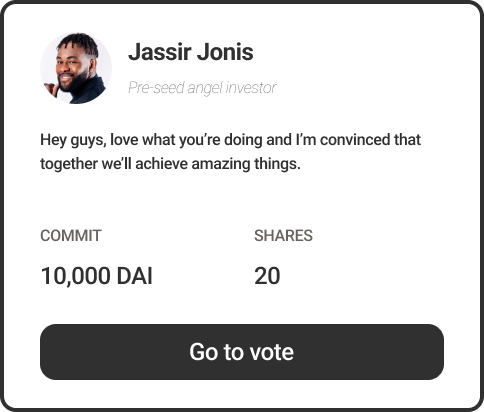 Jassir Jonis
Pre-seed angel investor
Hey guys, love what you’re doing and I’m convinced that
together we’ll achieve amazing things.
COMMIT
SHARES
10,000 DAI
20
Go to vote